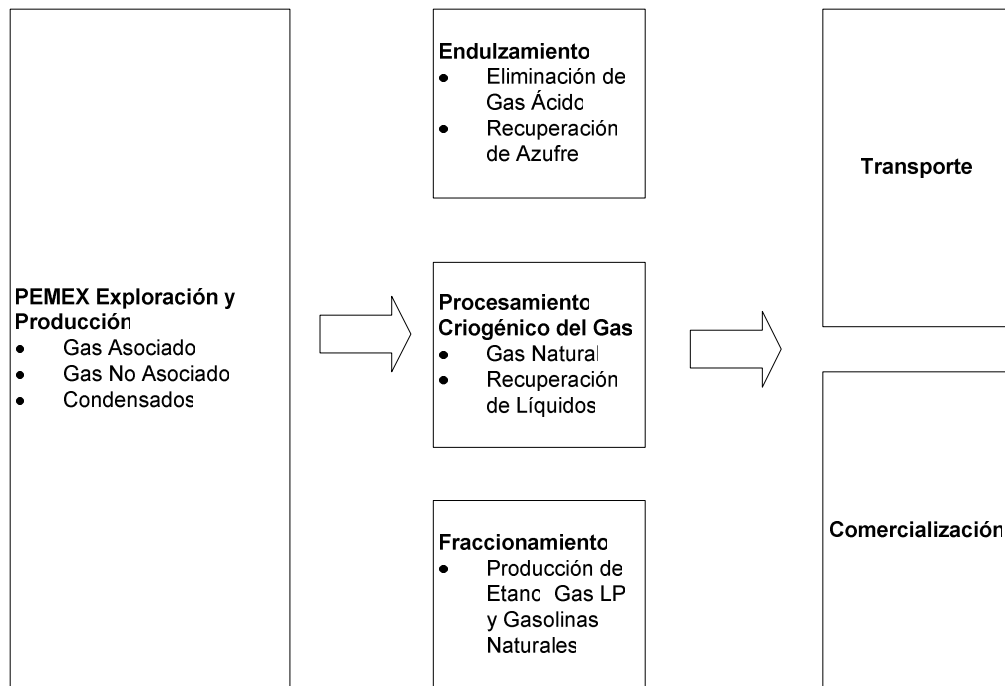 PEMEX Exploración y
Producción
• Gas Asociado
• Gas No Asociado
• Condensados
Endulzamiento
• Eliminación de
Gas Ácido
• Recuperación
de Azufre
Procesamiento
Criogénico del Gas
• Gas Natural
• Recuperación
de Líquidos
Fraccionamiento
• Producción de
Etano Gas LP
y Gasolinas
Naturales
Transporte
Comercialización